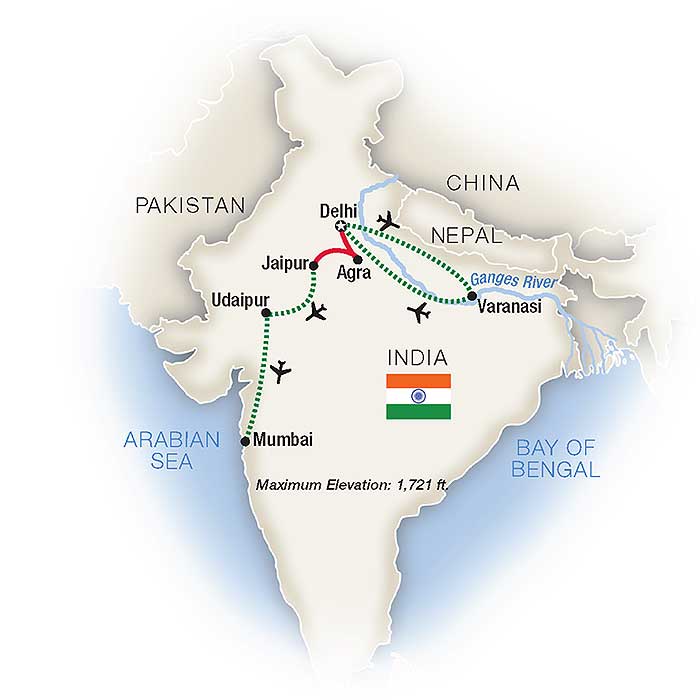 CHINA
PAKISTAN
Delhi
NEPAL
Jaipur
Agra
Ganges River
Udaipur
Varanasi
INDIA
ARABIAN
SEA
Mumbai
BAY OF
BENGAL
Maximum Elevation: 1,721 ft.